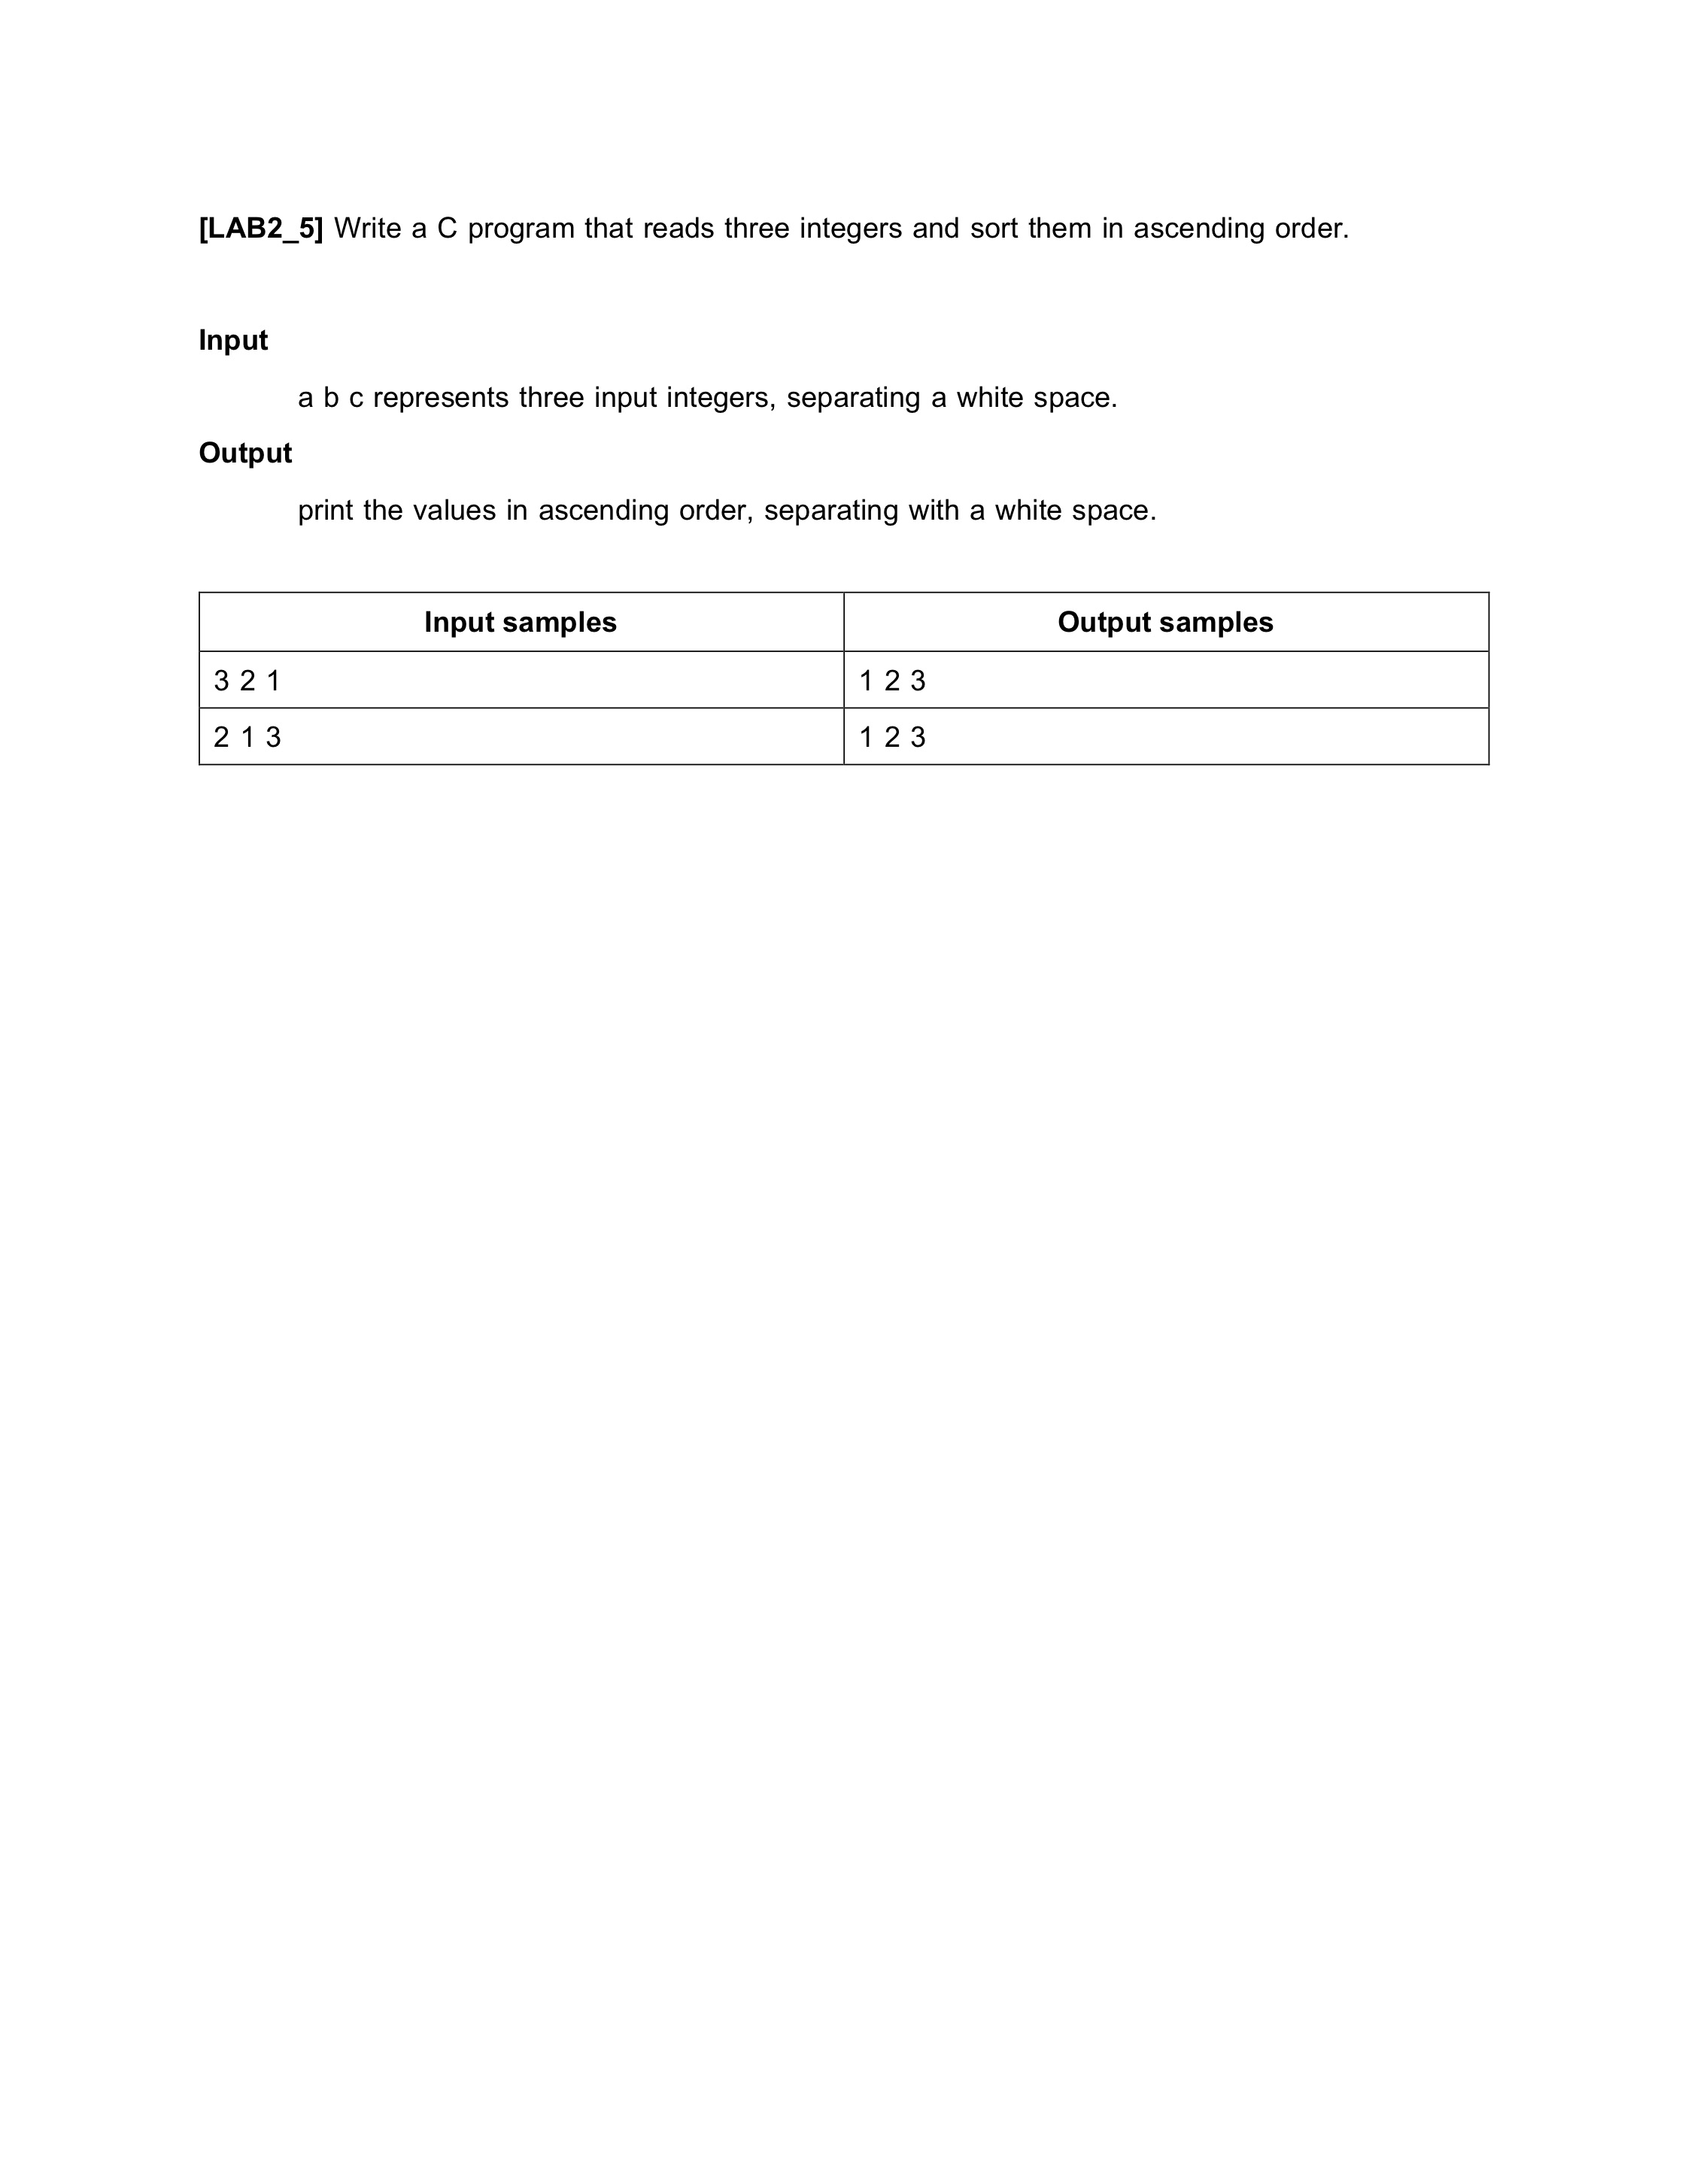 [LAB2_5] Write a C program that reads three integers and sort them in ascending order.
Input
a b c represents three input integers, separating a white space.
Output
print the values in ascending order, separating with a white space.
Input samples Output samples
3 2 1 1 2 3
2 1 3 1 2 3